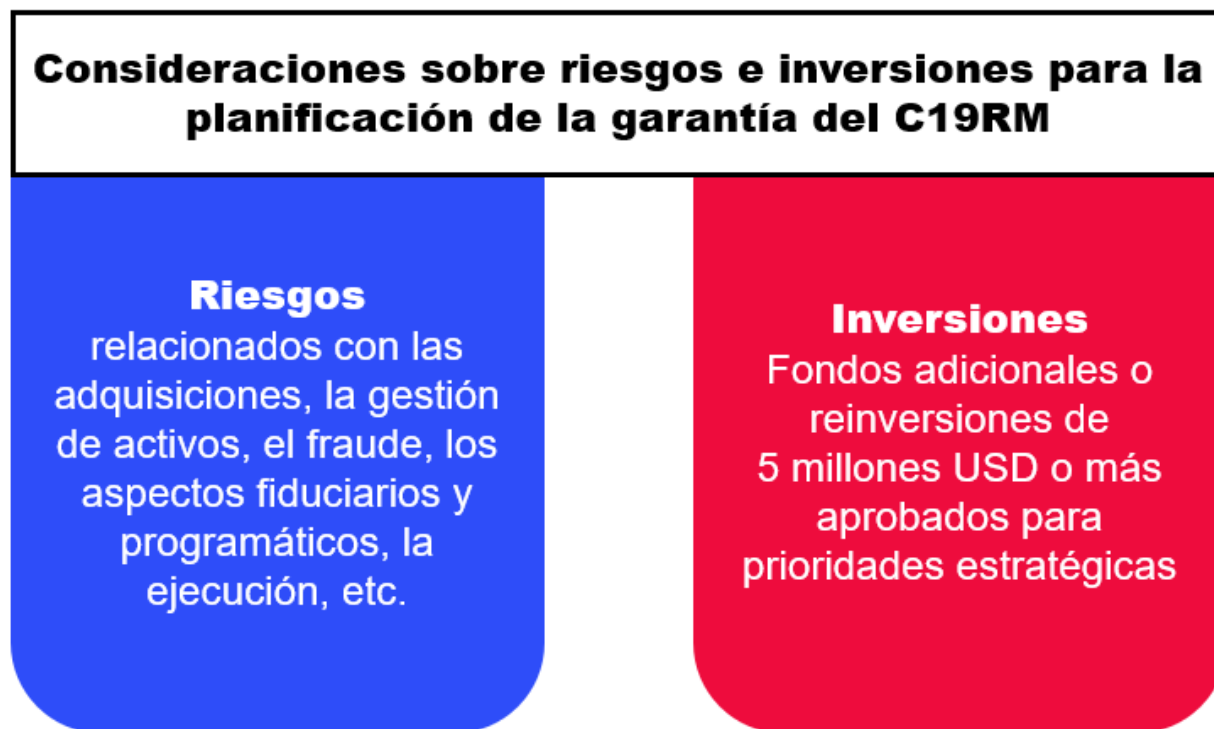 Consideraciones sobre riesgos e inversiones para la
planificación de la garantía del C19RM
Riesgos
relacionados con las
adquisiciones, la gestión
de activos, el fraude, los
aspectos fiduciarios y
programáticos, la
ejecución, etc.
Inversiones
Fondos adicionales o
reinversiones de
5 millones USD o más
aprobados para
prioridades estratégicas